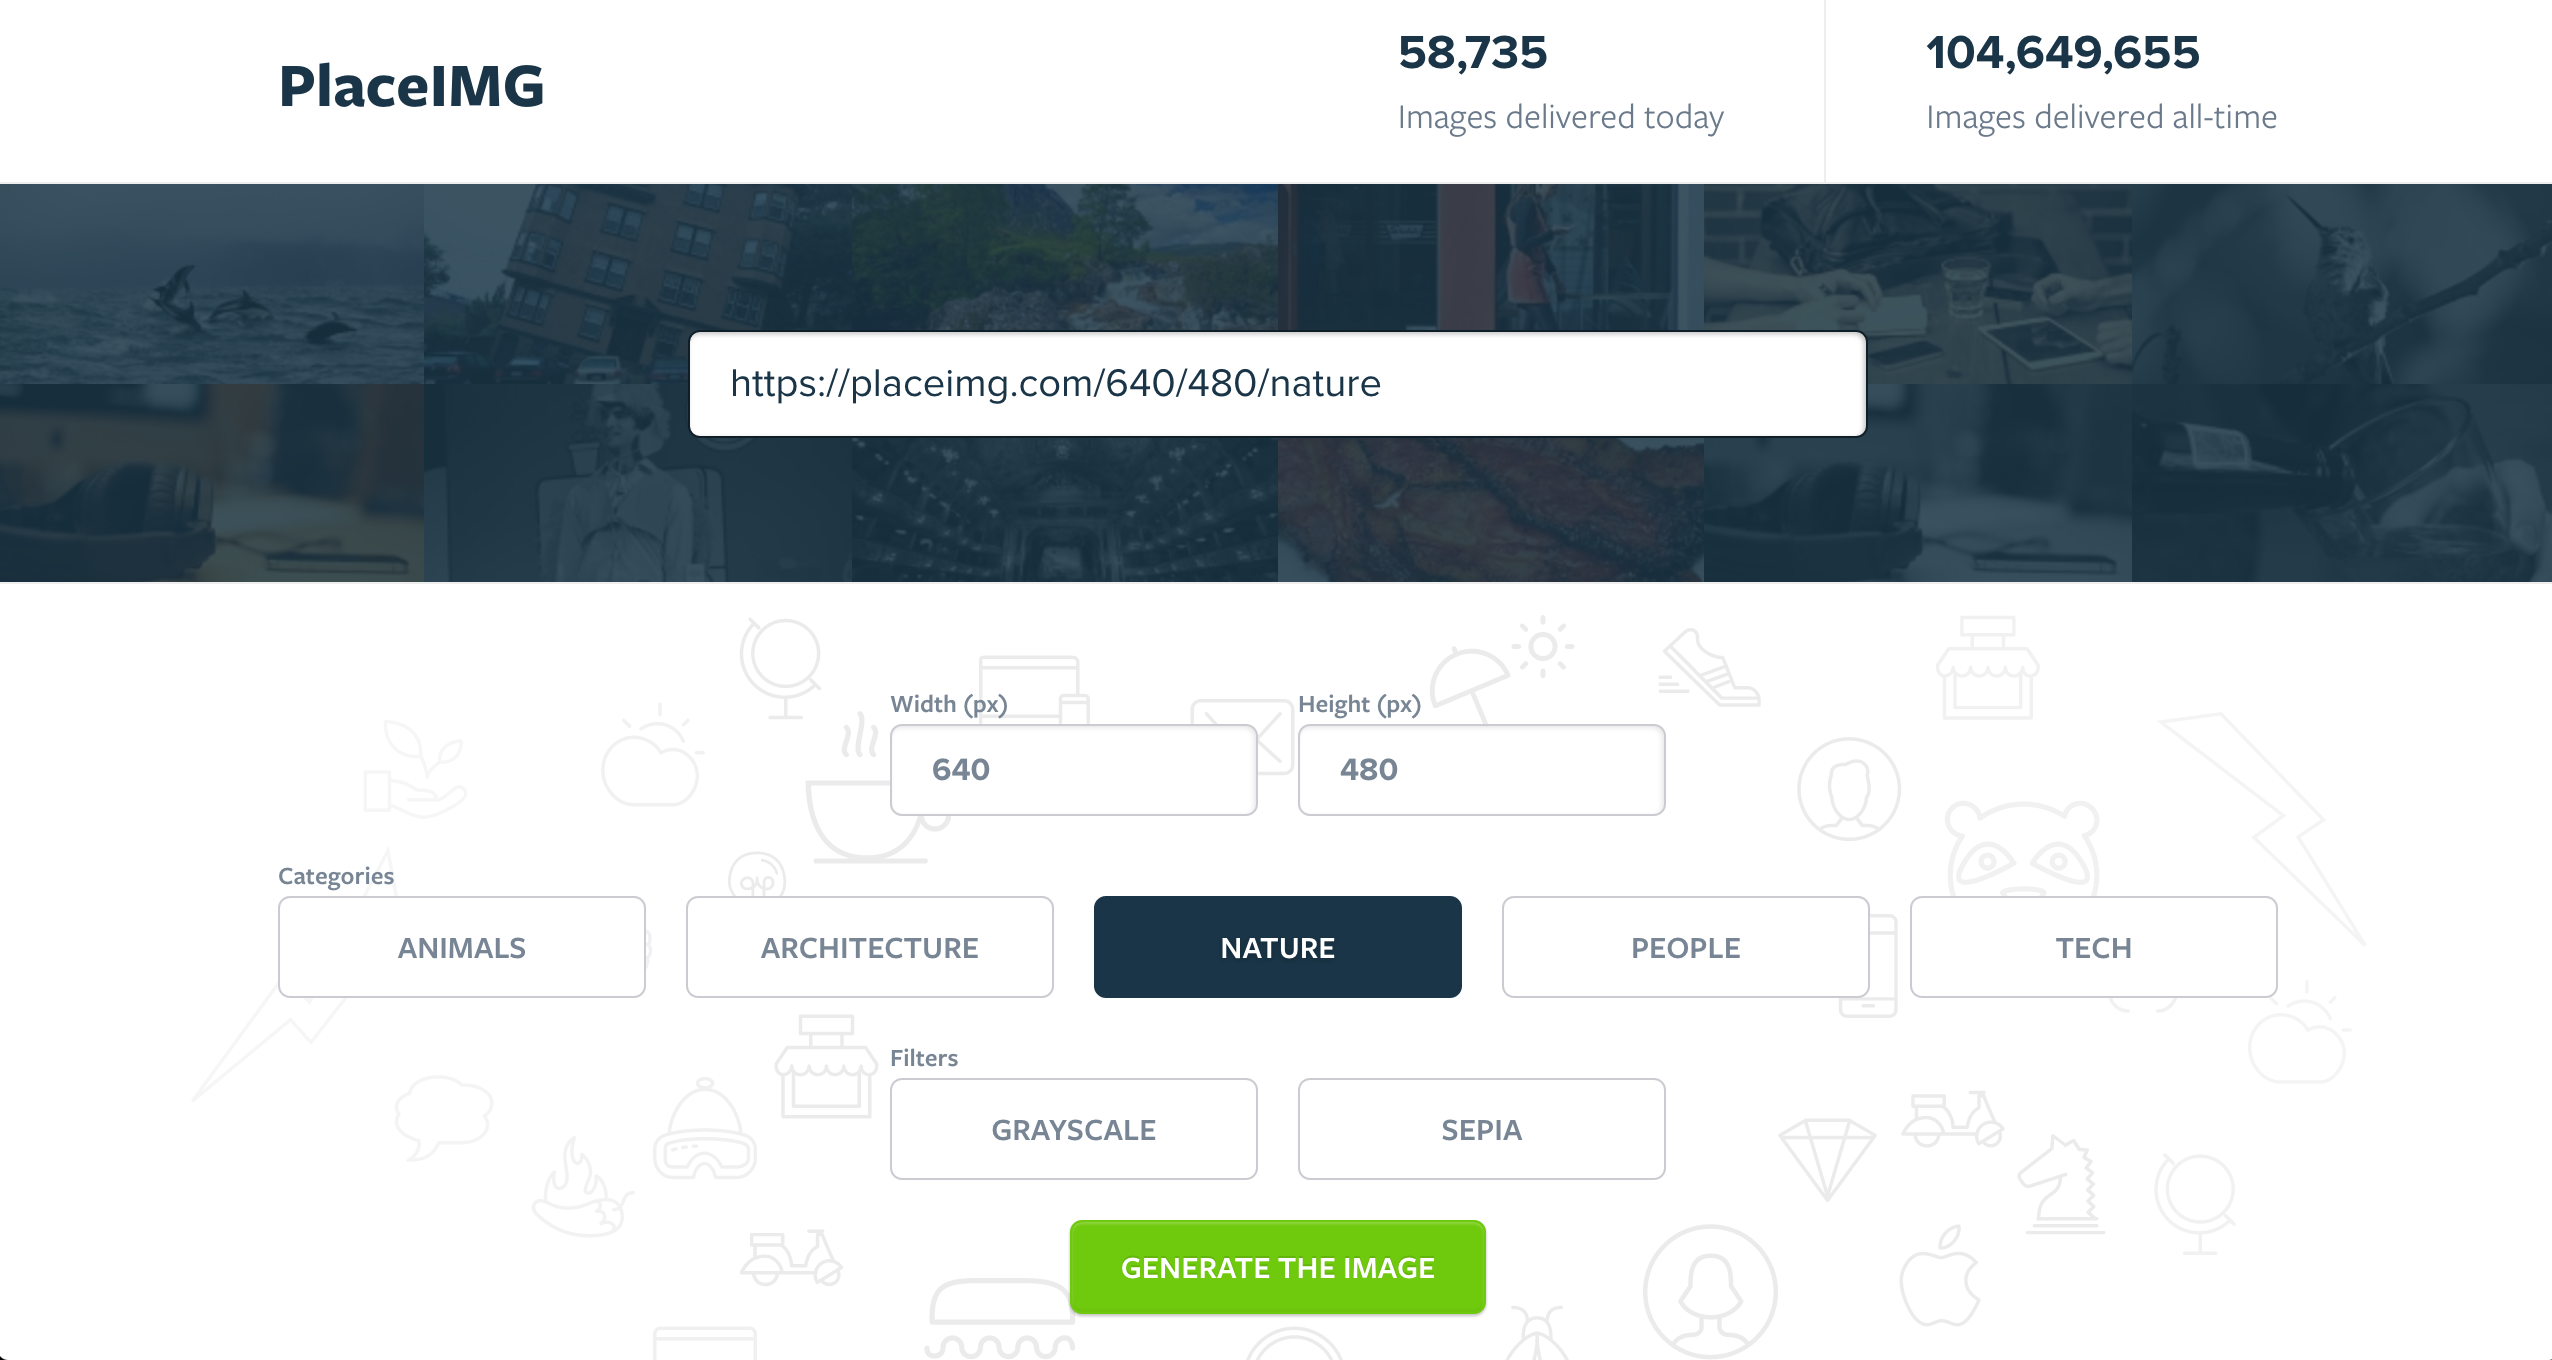 PlaceIMG
58,735
Images delivered today
104,649,655
Images delivered all-time
https://placeimg.com/640/480/nature
Width (px)
Height (px)
640
480
Categories
ANIMALS
ARCHITECTURE
NATURE
PEOPLE
TECH
Filters
GRAYSCALE
SEPIA
GENERATE THE IMAGE